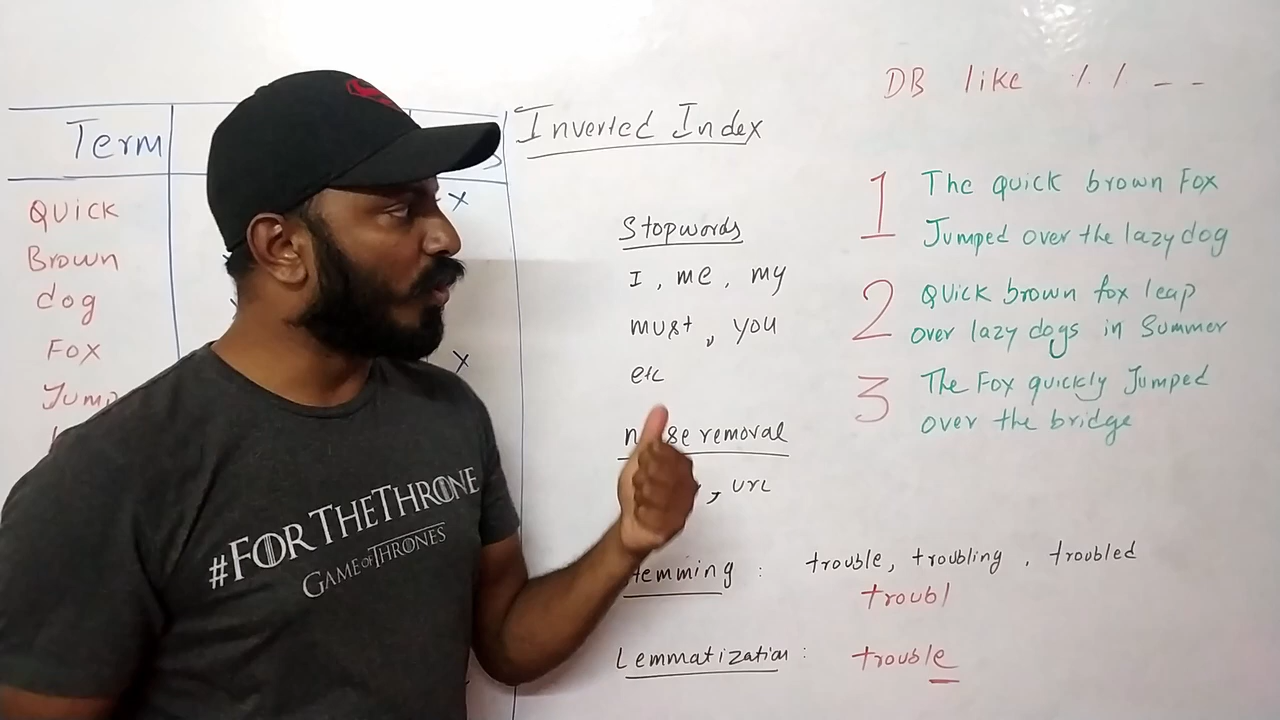 Term
Quick
Brown
dog
Fox
Jump
Inverted Index
Stopwords
I, me, my
must, you
etc
removal
, URL
: trouble, troubling, troubled
troubl
Lemmatization: trouble
DB like % % _ _
1 The quick brown Fox
Jumped over the lazy dog
2 Quick brown fox leap
over lazy dogs in Summer
3 The Fox quickly Jumped
over the bridge
#FORTHETHRONE
GAME OF THRONES